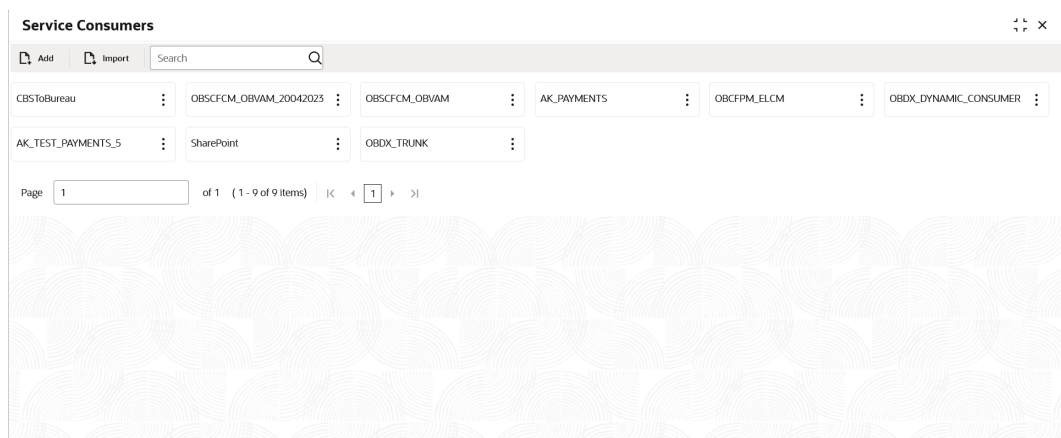 Service Consumers
Add Import Search
CBSToBureau OBSCFCM_OBVAM_20042023 OBSCFCM_OBVAM AK_PAYMENTS OBCFPM_ELCM OBDX_DYNAMIC_CONSUMER
AK_TEST_PAYMENTS_5 SharePoint OBDX_TRUNK
Page 1 of 1 ( 1 - 9 of 9 items) 1